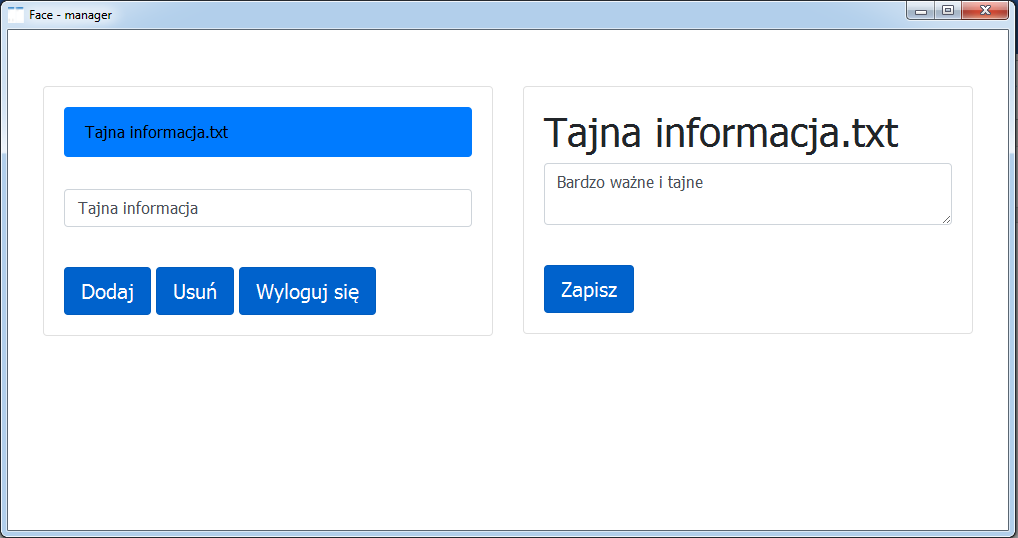 Face - manager
Tajna informacja.txt
Tajna informacja
Dodaj Usuń Wyloguj się
Tajna informacja.txt
Bardzo ważne i tajne
Zapisz